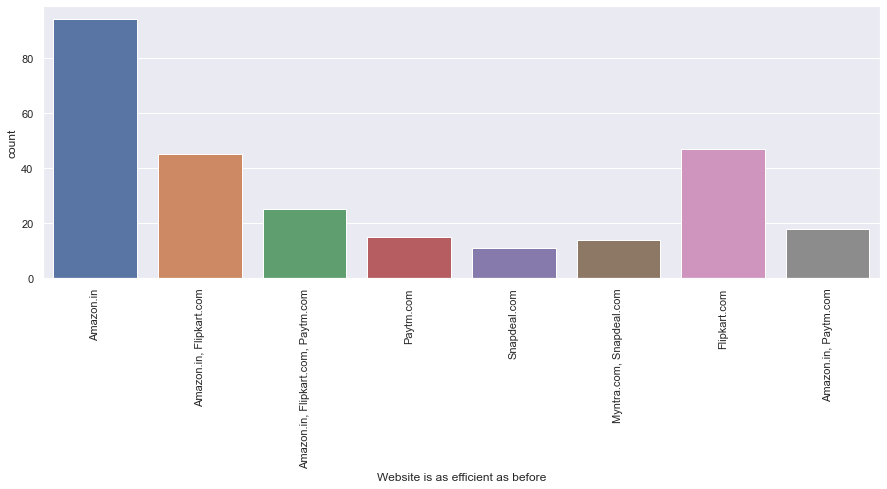 80
60
40
20
0
count
Amazon.in
Amazon.in, Flipkart.com
Amazon.in, Flipkart.com, Paytm.com
Paytm.com
Snapdeal.com
Myntra.com, Snapdeal.com
Flipkart.com
Amazon.in, Paytm.com
Website is as efficient as before